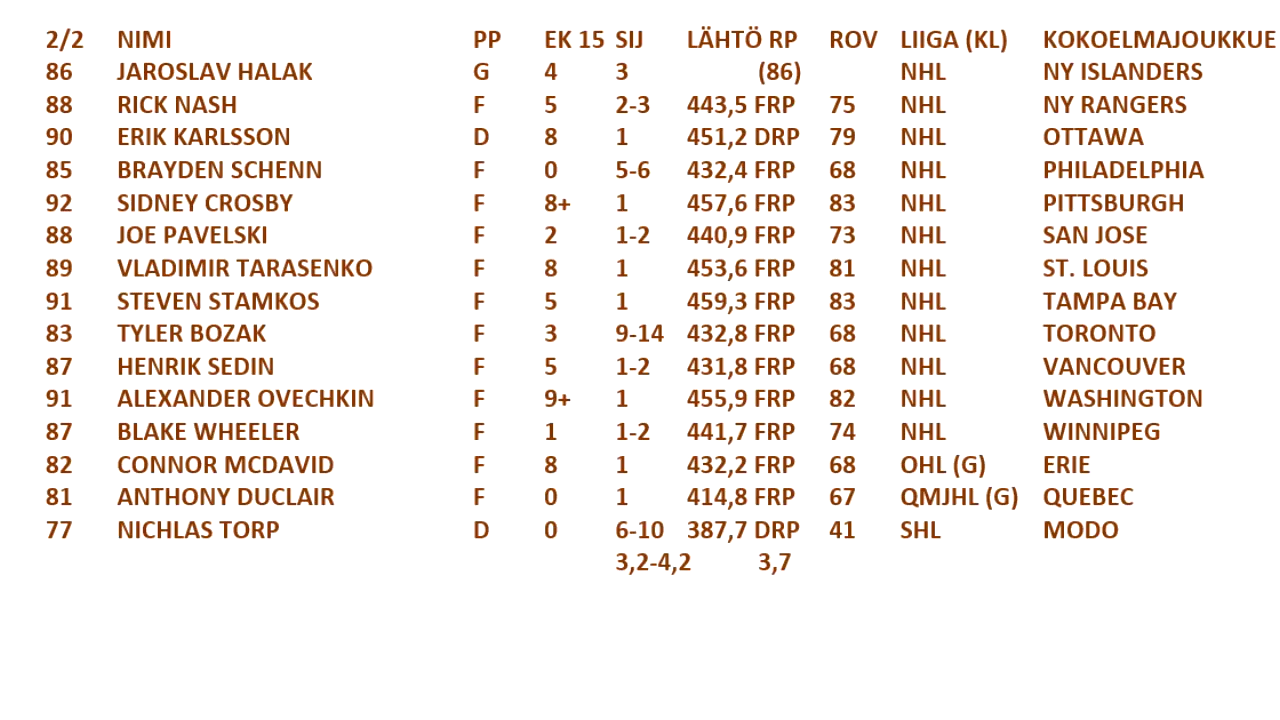 2/2 NIMI PP EK 15 SIJ LÄHTÖ RP ROV LIIGA (KL) KOKOELMAJOUKKUE
86 JAROSLAV HALAK G 4 3 (86) NHL NY ISLANDERS
88 RICK NASH F 5 2-3 443,5 FRP 75 NHL NY RANGERS
90 ERIK KARLSSON D 8 1 451,2 DRP 79 NHL OTTAWA
85 BRAYDEN SCHENN F 0 5-6 432,4 FRP 68 NHL PHILADELPHIA
92 SIDNEY CROSBY F 8+ 1 457,6 FRP 83 NHL PITTSBURGH
88 JOE PAVELSKI F 2 1-2 440,9 FRP 73 NHL SAN JOSE
89 VLADIMIR TARASENKO F 8 1 453,6 FRP 81 NHL ST. LOUIS
91 STEVEN STAMKOS F 5 1 459,3 FRP 83 NHL TAMPA BAY
83 TYLER BOZAK F 3 9-14 432,8 FRP 68 NHL TORONTO
87 HENRIK SEDIN F 5 1-2 431,8 FRP 68 NHL VANCOUVER
91 ALEXANDER OVECHKIN F 9+ 1 455,9 FRP 82 NHL WASHINGTON
87 BLAKE WHEELER F 1 1-2 441,7 FRP 74 NHL WINNIPEG
82 CONNOR MCDAVID F 8 1 432,2 FRP 68 OHL (G) ERIE
81 ANTHONY DUCLAIR F 0 1 414,8 FRP 67 QMJHL (G) QUEBEC
77 NICHLAS TORP D 0 6-10 387,7 DRP 41 SHL MODO
3,2-4,2 3,7